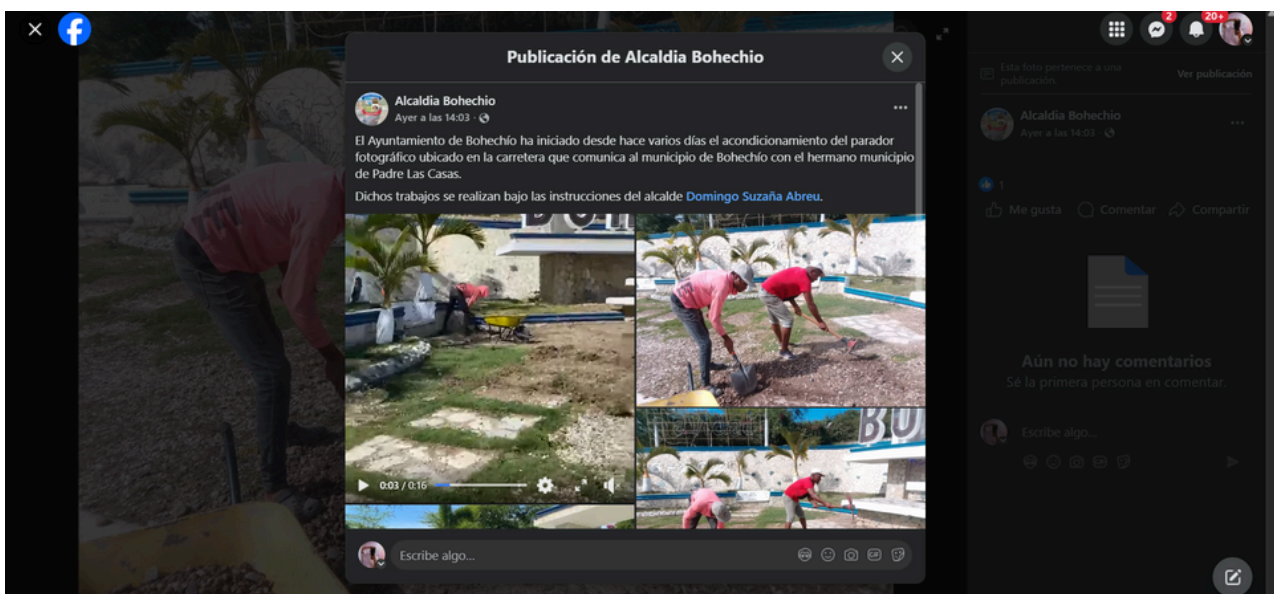 2
20+
Publicación de Alcaldia Bohechio
Alcaldia Bohechio
Ayer a las 14:03 ·
El Ayuntamiento de Bohechío ha iniciado desde hace varios días el acondicionamiento del parador
fotográfico ubicado en la carretera que comunica al municipio de Bohechío con el hermano municipio
de Padre Las Casas.
Dichos trabajos se realizan bajo las instrucciones del alcalde Domingo Suzaña Abreu.
BU
0:03 / 0:16
Escribe algo...
GIF
Esta foto pertenece a una
publicación
Ver publicación
Alcaldia Bohechio
Ayer a las 14:03 ·
1
Me gusta
Comentar
Compartir
Aún no hay comentarios
Sé la primera persona en comentar.
Escribe algo...